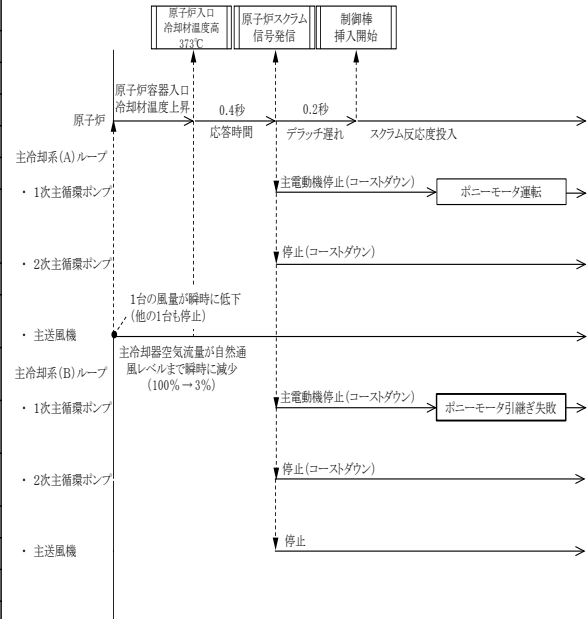 原子炉入口
冷却材温度高
373℃
原子炉スクラム
信号発信
制御棒
挿入開始
原子炉容器入口
冷却材温度上昇
0.4秒
0.2秒
原子炉
応答時間
デラッチ遅れ
スクラム反応度投入
主冷却系(A)ループ
・ 1次主循環ポンプ
主電動機停止(コーストダウン)
ポニーモータ運転
・ 2次主循環ポンプ
停止(コーストダウン)
1台の風量が瞬時に低下
(他の1台も停止)
・ 主送風機
主冷却器空気流量が自然通
風レベルまで瞬時に減少
(100%→3%)
主冷却系(B)ループ
・ 1次主循環ポンプ
主電動機停止(コーストダウン)
ポニーモータ引継ぎ失敗
・ 2次主循環ポンプ
停止(コーストダウン)
・ 主送風機
停止